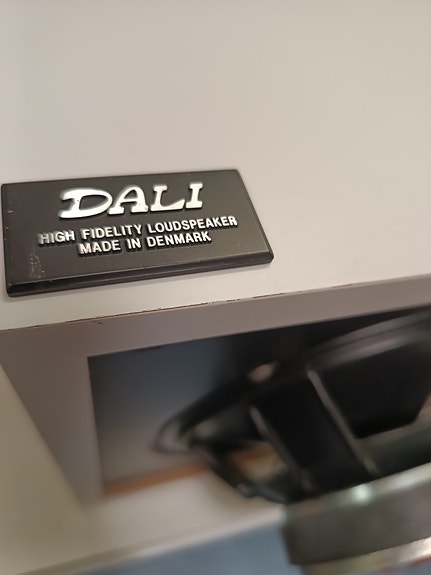 DALI
HIGH FIDELITY LOUDSPEAKER
MADE IN DENMARK